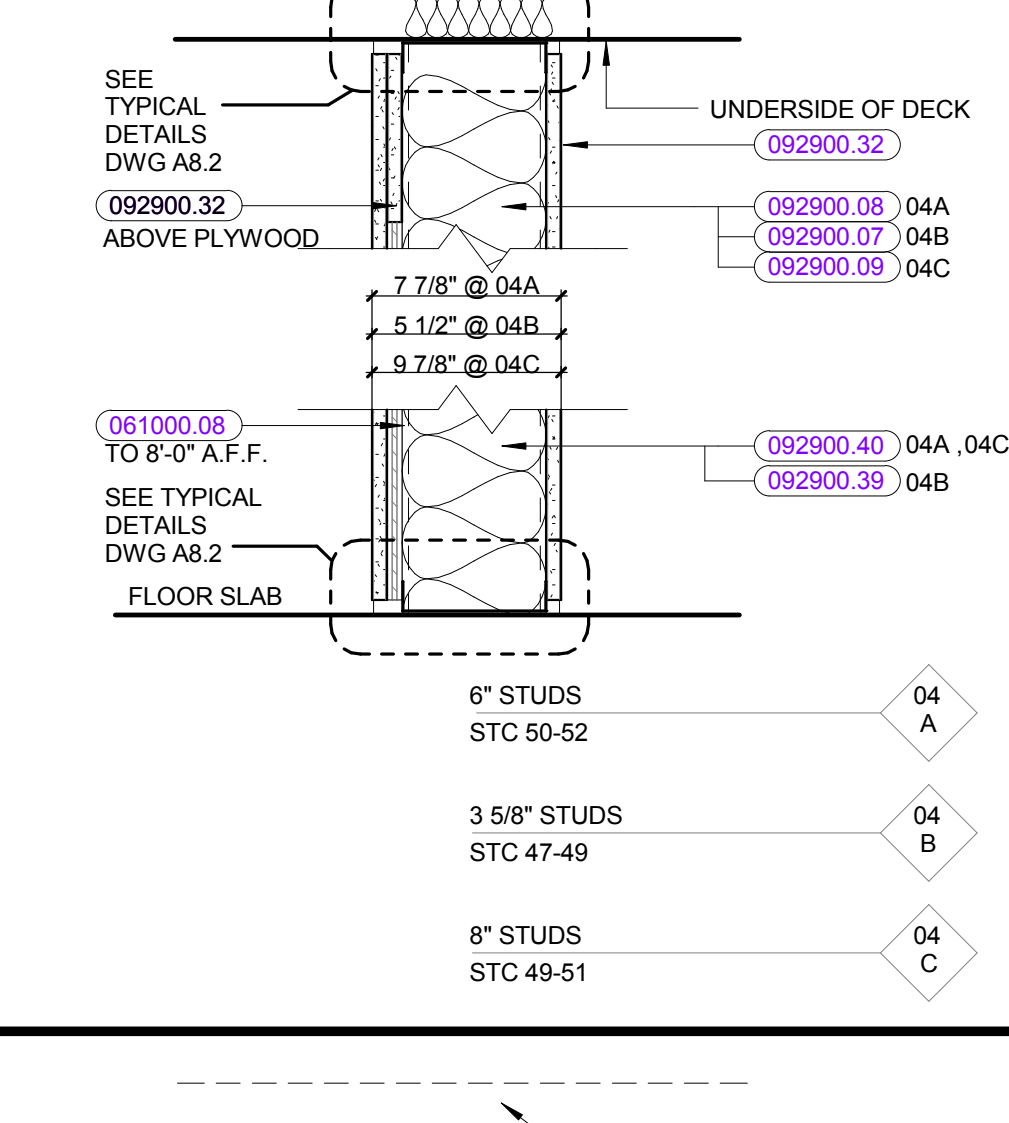 SEE
TYPICAL
DETAILS
DWG A8.2
UNDERSIDE OF DECK
092900.32
092900.32
ABOVE PLYWOOD
092900.08 04A
092900.07 04B
092900.09 04C
7 7/8" @ 04A
5 1/2" @ 04B
9 7/8" @ 04C
061000.08
TO 8'-0" A.F.F.
092900.40 04A ,04C
092900.39 04B
SEE TYPICAL
DETAILS
DWG A8.2
FLOOR SLAB
6" STUDS
STC 50-52
04
A
3 5/8" STUDS
STC 47-49
04
B
8" STUDS
STC 49-51
04
C